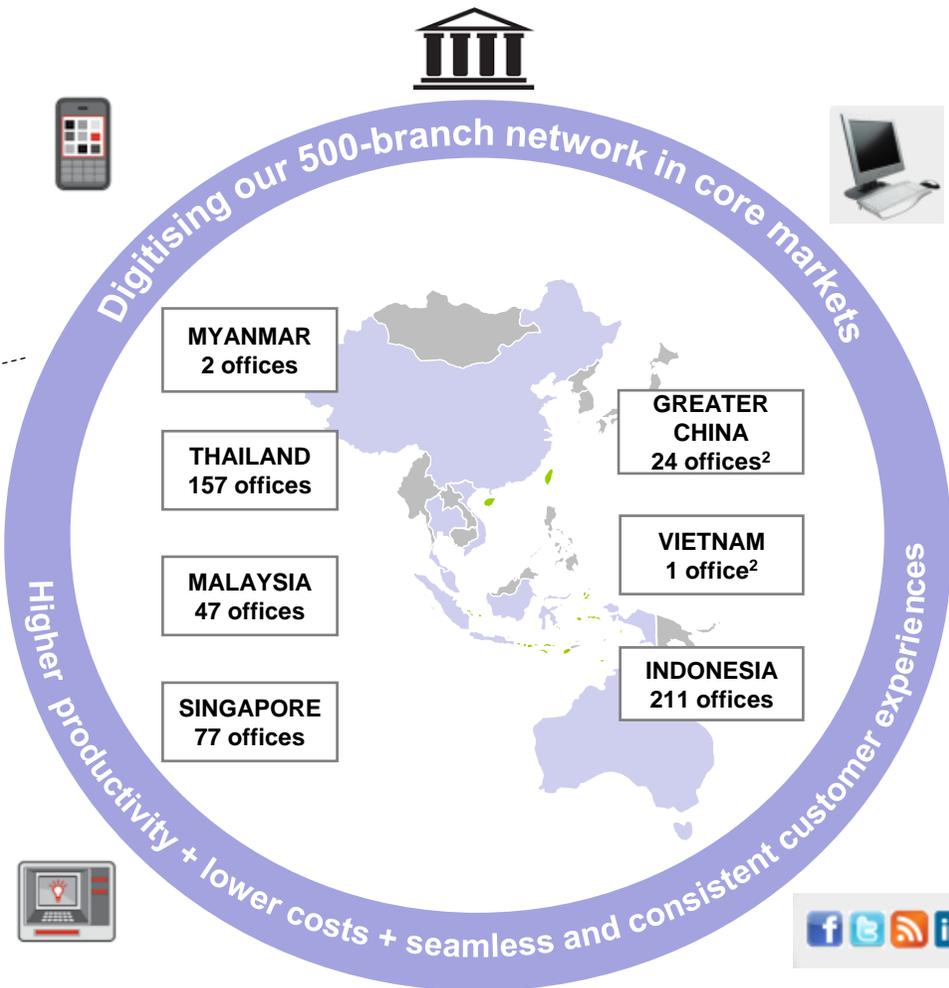 Digitising our 500-branch network in core markets
MYANMAR
2 offices
THAILAND
157 offices
MALAYSIA
47 offices
SINGAPORE
77 offices
GREATER
CHINA
24 offices²
VIETNAM
1 office²
INDONESIA
211 offices
Higher productivity + lower costs + seamless and consistent customer experiences